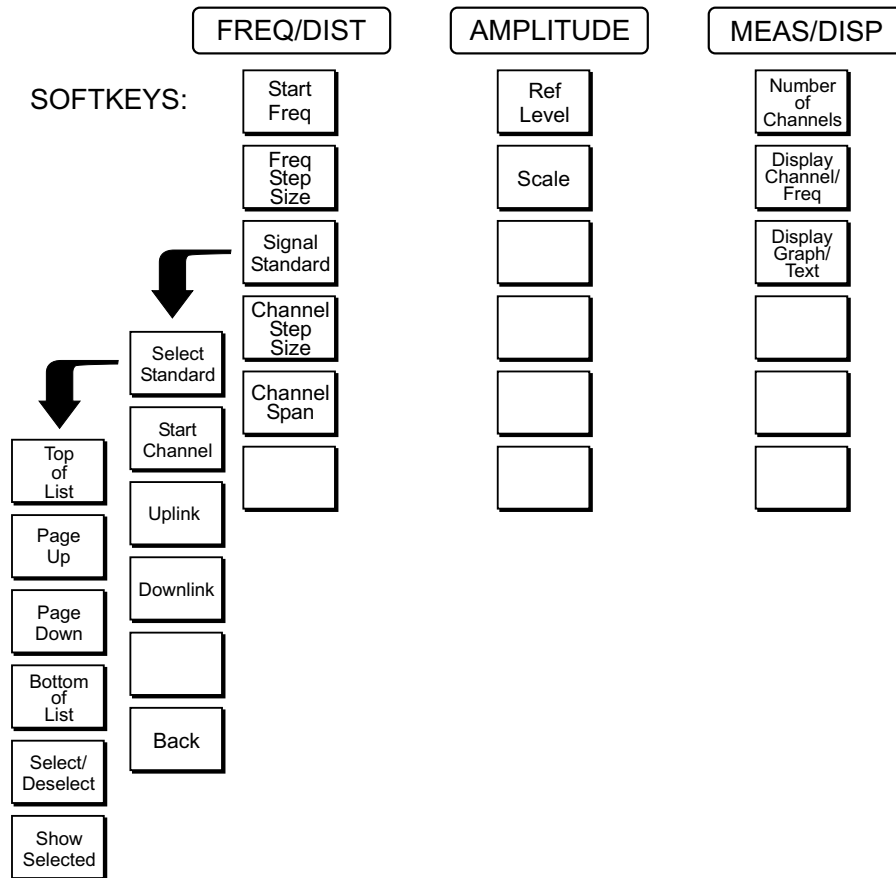 FREQ/DIST
AMPLITUDE
MEAS/DISP
SOFTKEYS:
Start
Freq
Freq
Step
Size
Signal
Standard
Channel
Step
Size
Channel
Span
Ref
Level
Scale
Number
of
Channels
Display
Channel/
Freq
Display
Graph/
Text
Select
Standard
Start
Channel
Uplink
Downlink
Back
Top
of
List
Page
Up
Page
Down
Bottom
of
List
Select/
Deselect
Show
Selected